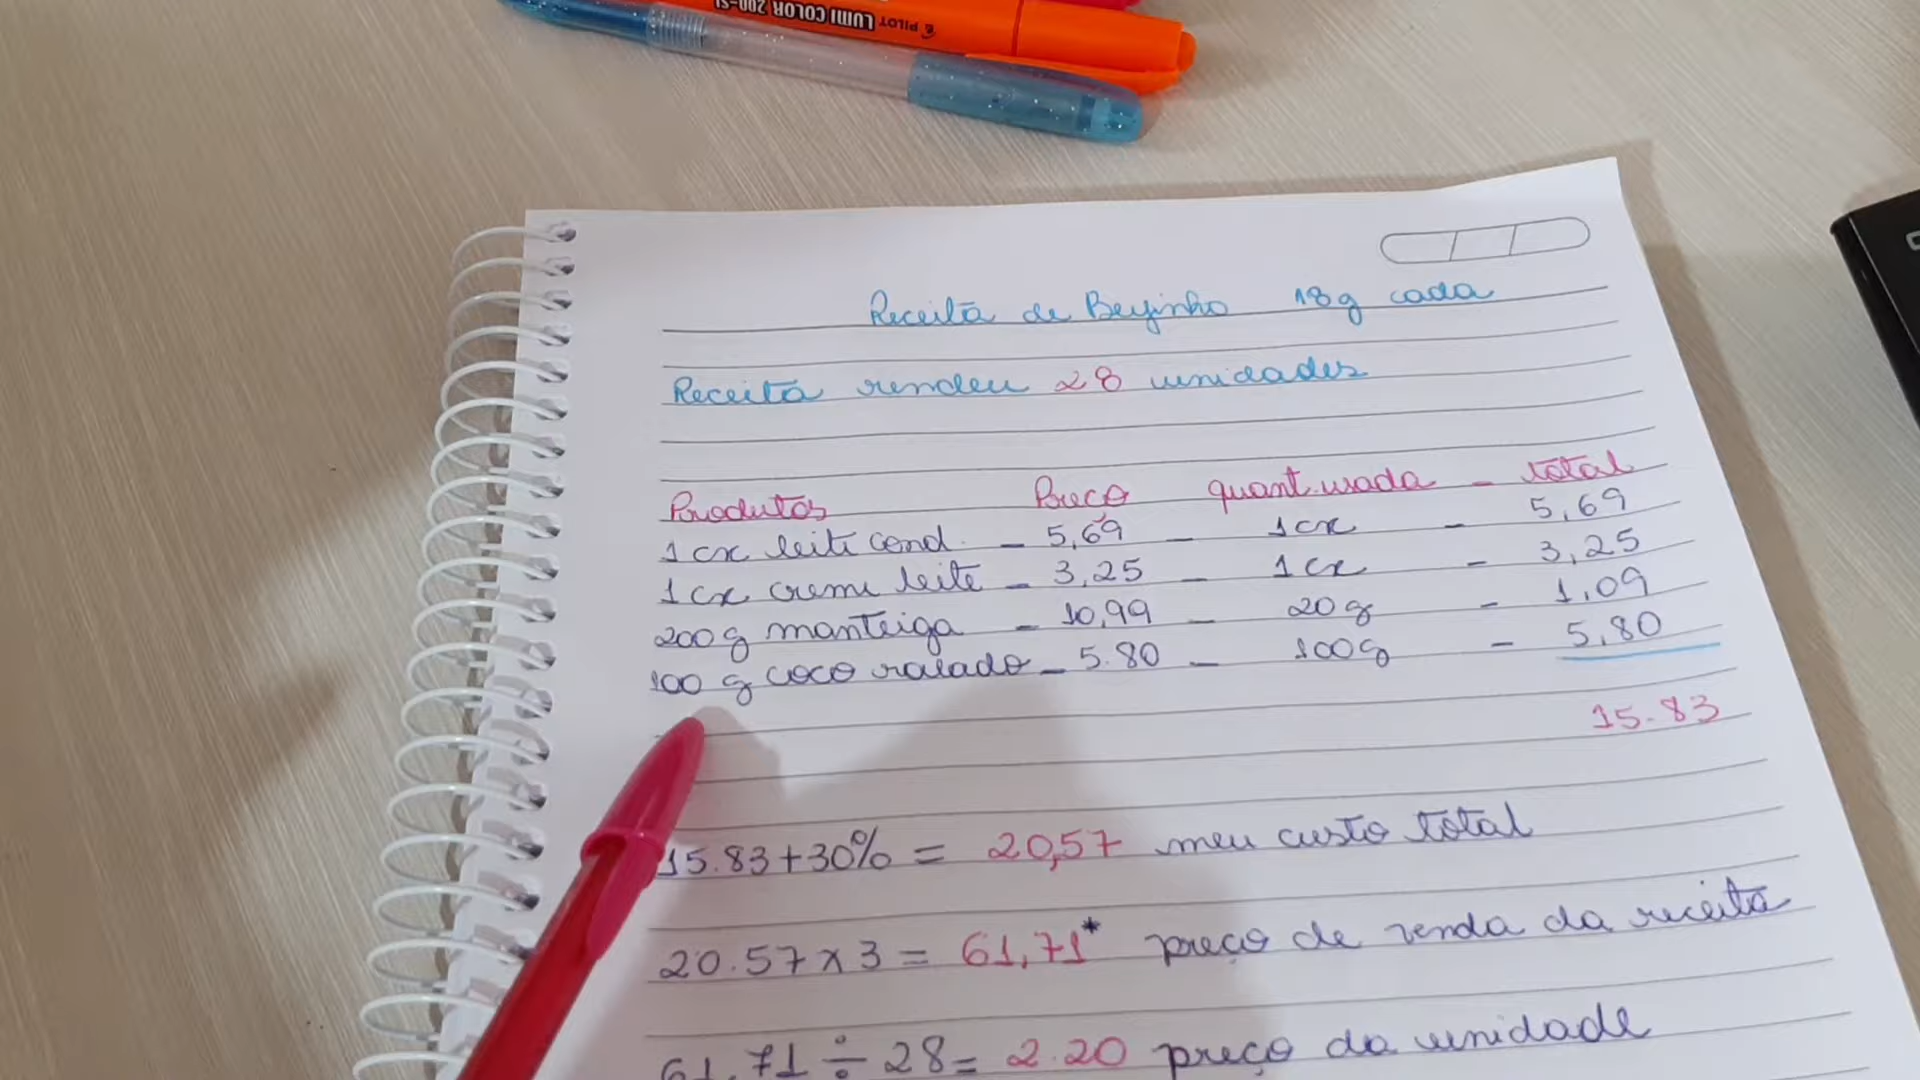 PILOT LUMI COLOR 200-SL
Receita de Beijinho 18g cada
Receita rendeu 28 unidades
Produtos Preço quant.usada - total
1 cx leite cond. - 5,69 - 1 cx - 5,69
1 cx creme leite - 3,25 - 1 cx - 3,25
200 g manteiga - 10,99 - 20 g - 1,09
100 g coco ralado - 5.80 - 100g - 5,80
15.83
15.83+30% = 20,57 meu custo total
20.57 x 3 = 61,71* preço de venda da receita
61,71 ÷ 28 = 2.20 preço da unidade